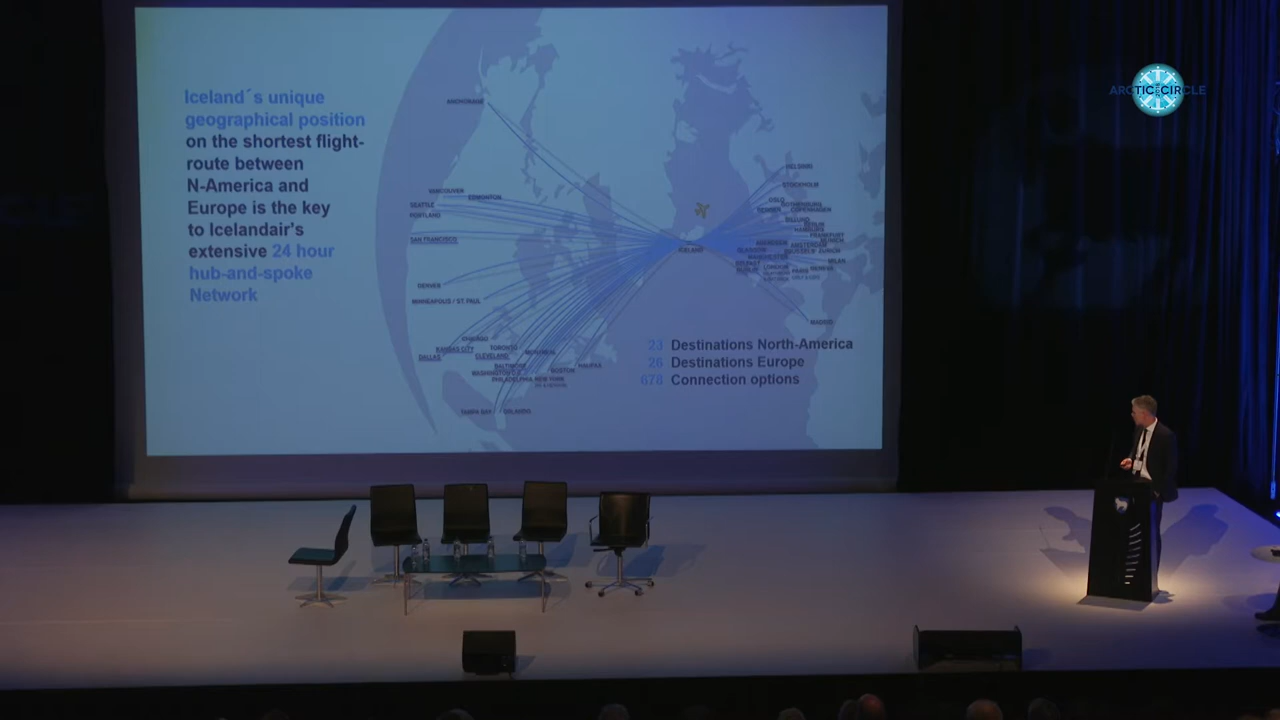 Iceland´s unique
geographical position
on the shortest flight-
route between
N-America and
Europe is the key
to Icelandair's
extensive 24 hour
hub-and-spoke
Network
ARCTIC CIRCLE
ANCHORAGE
VANCOUVER
EDMONTON
SEATTLE
PORTLAND
SAN FRANCISCO
DENVER
MINNEAPOLIS / ST. PAUL
CHICAGO
KANSAS CITY
TORONTO
DALLAS
CLEVELAND
MONTREAL
BALTIMORE
WASHINGTON D.C.
BOSTON
HALIFAX
PHILADELPHIA
NEW YORK
TAMPA BAY
ORLANDO
ICELAND
HELSINKI
STOCKHOLM
OSLO
GOTHENBURG
BERGEN
COPENHAGEN
BILLUND
BERLIN
HAMBURG
FRANKFURT
MUNICH
ABERDEEN
AMSTERDAM
GLASGOW
BRUSSELS
ZURICH
MANCHESTER
MILAN
BELFAST
DUBLIN
LONDON
PARIS
GENEVA
MADRID
23 Destinations North-America
26 Destinations Europe
678 Connection options